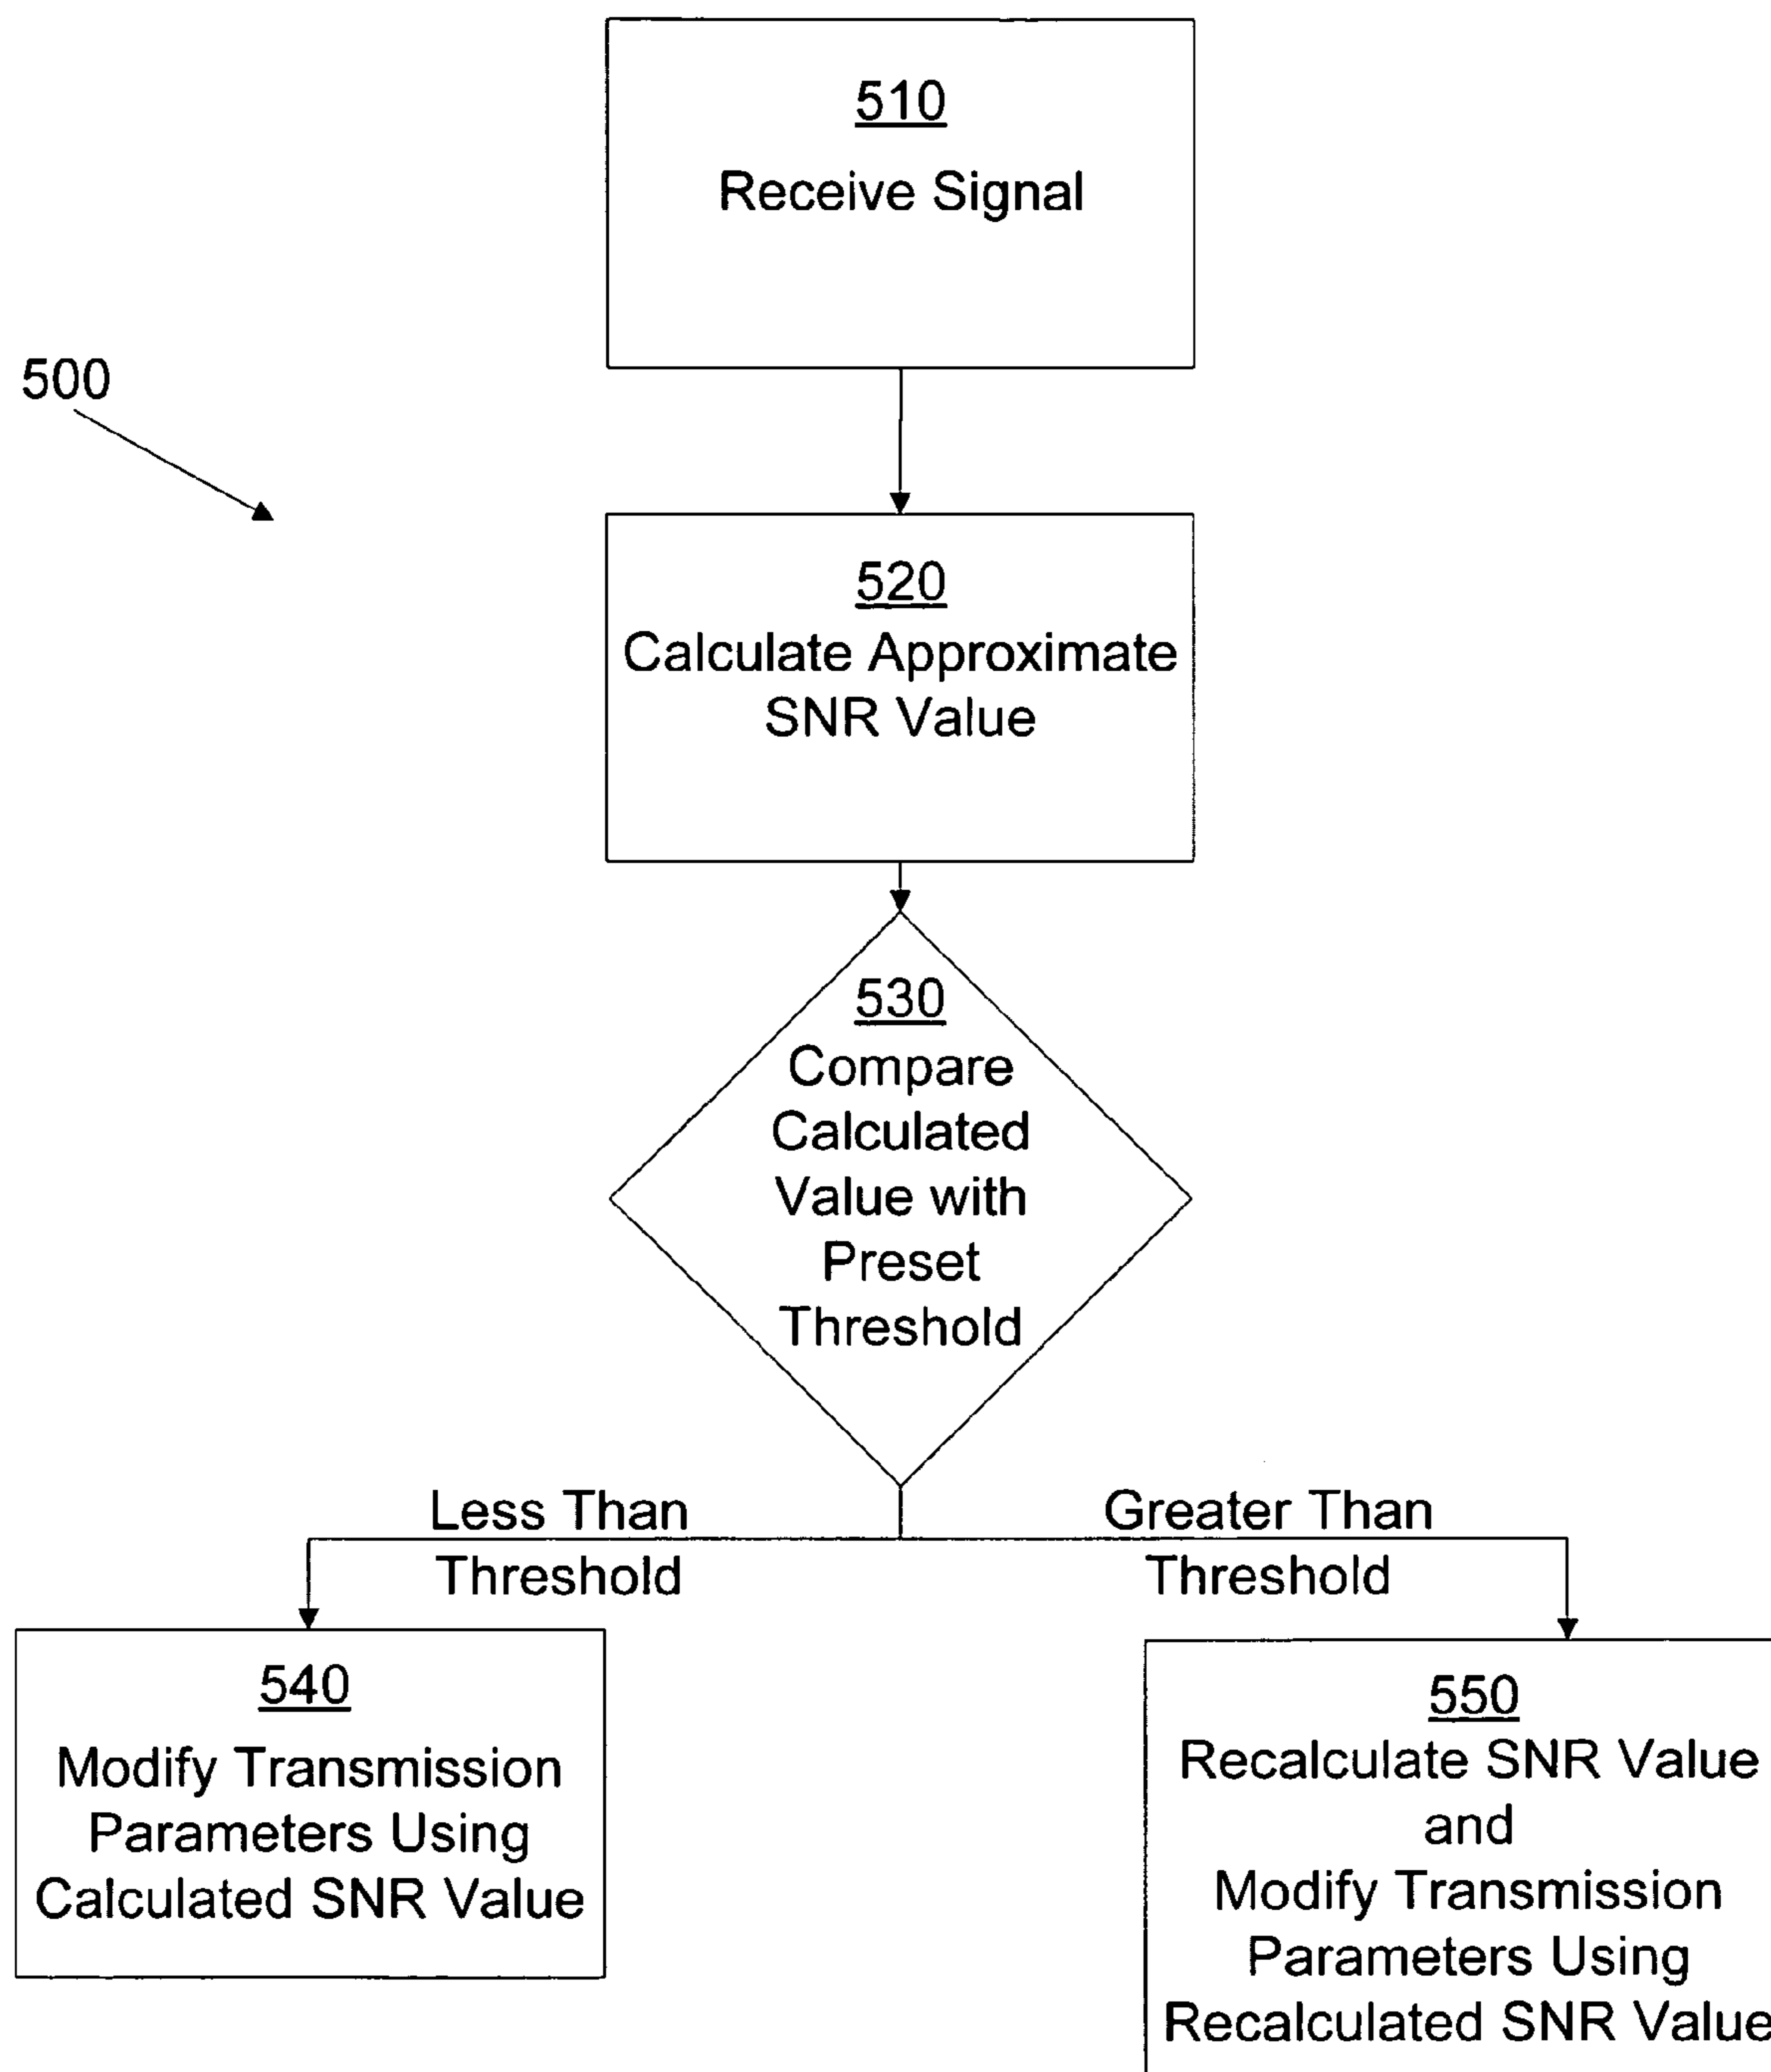 510
Receive Signal
500
520
Calculate Approximate
SNR Value
530
Compare
Calculated
Value with
Preset
Threshold
Less Than
Threshold
Greater Than
Threshold
540
Modify Transmission
Parameters Using
Calculated SNR Value
550
Recalculate SNR Value
and
Modify Transmission
Parameters Using
Recalculated SNR Value